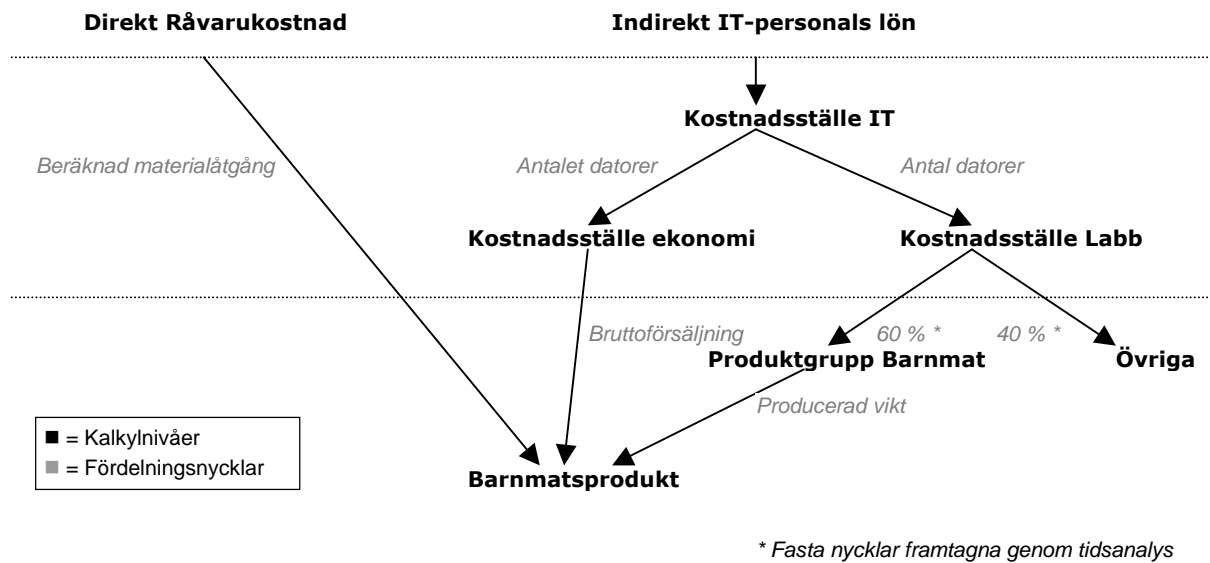 Direkt Råvarukostnad
Indirekt IT-personals lön
Kostnadsställe IT
Beräknad materialåtgång
Antalet datorer
Antal datorer
Kostnadsställe ekonomi
Kostnadsställe Labb
Bruttoförsäljning
60 % *
40 % *
Produktgrupp Barnmat
Övriga
Producerad vikt
■ = Kalkylnivåer
■ = Fördelningsnycklar
Barnmatsprodukt
* Fasta nycklar framtagna genom tidsanalys